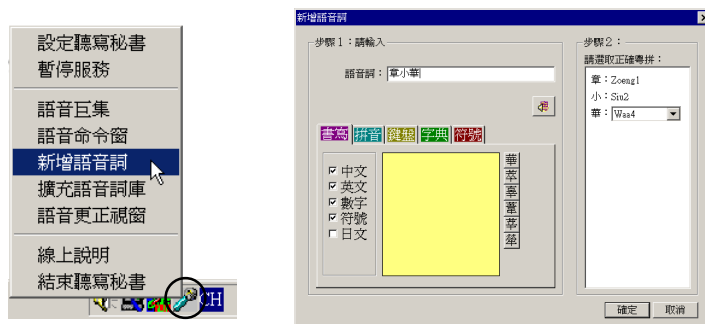 設定聽寫秘書
暫停服務
語音巨集
語音命令窗
新增語音詞
擴充語音詞庫
語音更正視窗
線上說明
結束聽寫秘書
CH
新增語音詞
步驟1:請輸入
語音詞:章小華
書寫 拼音 鍵盤 字典 符號
中文
英文
數字
符號
日文
華
萃
辜
葷
莘
犖
步驟2:
請選取正確粵拼:
章:Zoeng1
小:Siu2
華:Waa4
確定 取消